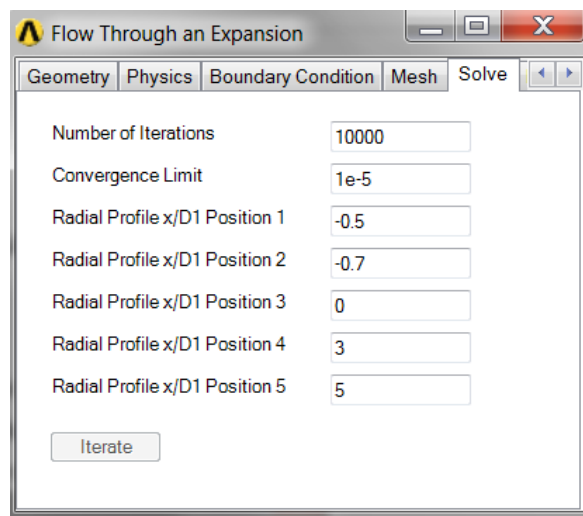 Flow Through an Expansion
Geometry Physics Boundary Condition Mesh Solve
Number of Iterations 10000
Convergence Limit 1e-5
Radial Profile x/D1 Position 1 -0.5
Radial Profile x/D1 Position 2 -0.7
Radial Profile x/D1 Position 3 0
Radial Profile x/D1 Position 4 3
Radial Profile x/D1 Position 5 5
Iterate